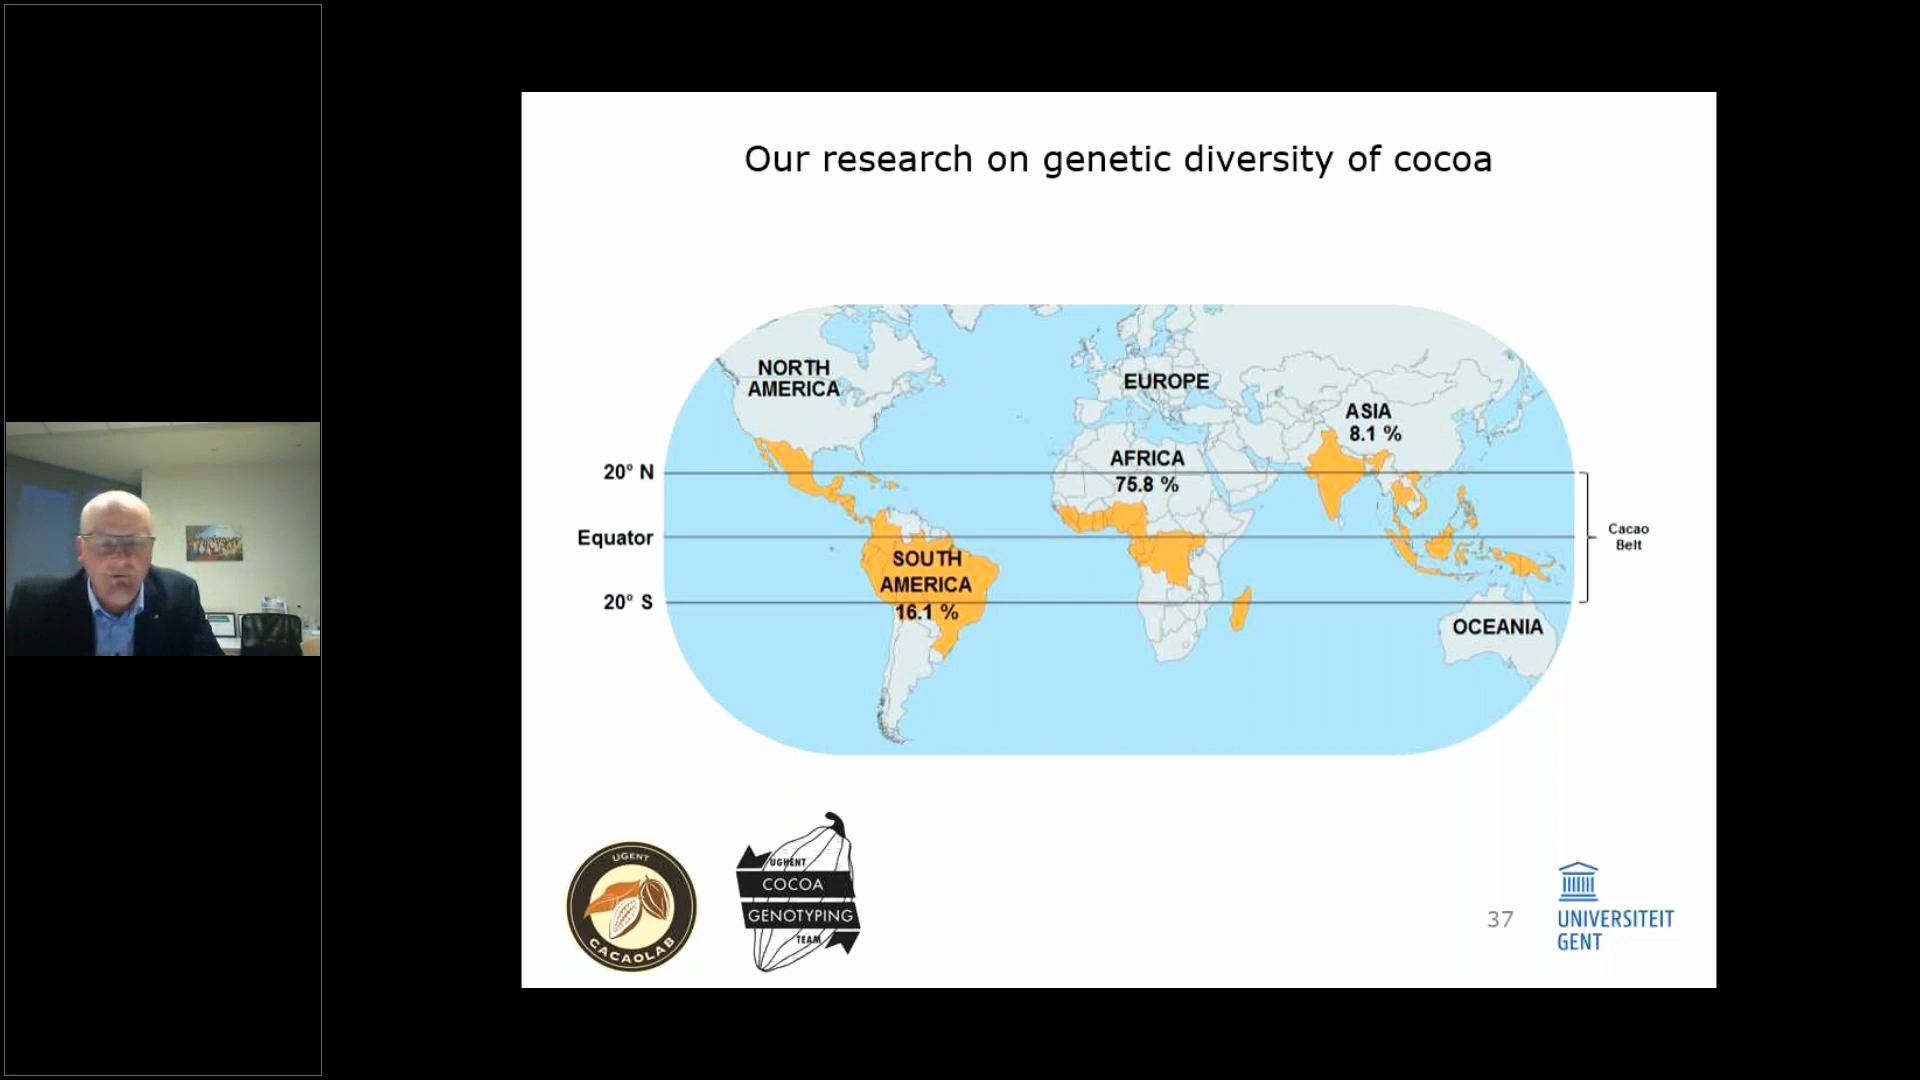 Our research on genetic diversity of cocoa
NORTH
AMERICA
EUROPE
ASIA
8.1 %
AFRICA
75.8 %
20° N
Equator
20° S
SOUTH
AMERICA
16.1 %
OCEANIA
Cacao
Belt
UGENT
CACAOLAB
UGHENT
COCOA
GENOTYPING
TEAM
37
UNIVERSITEIT
GENT